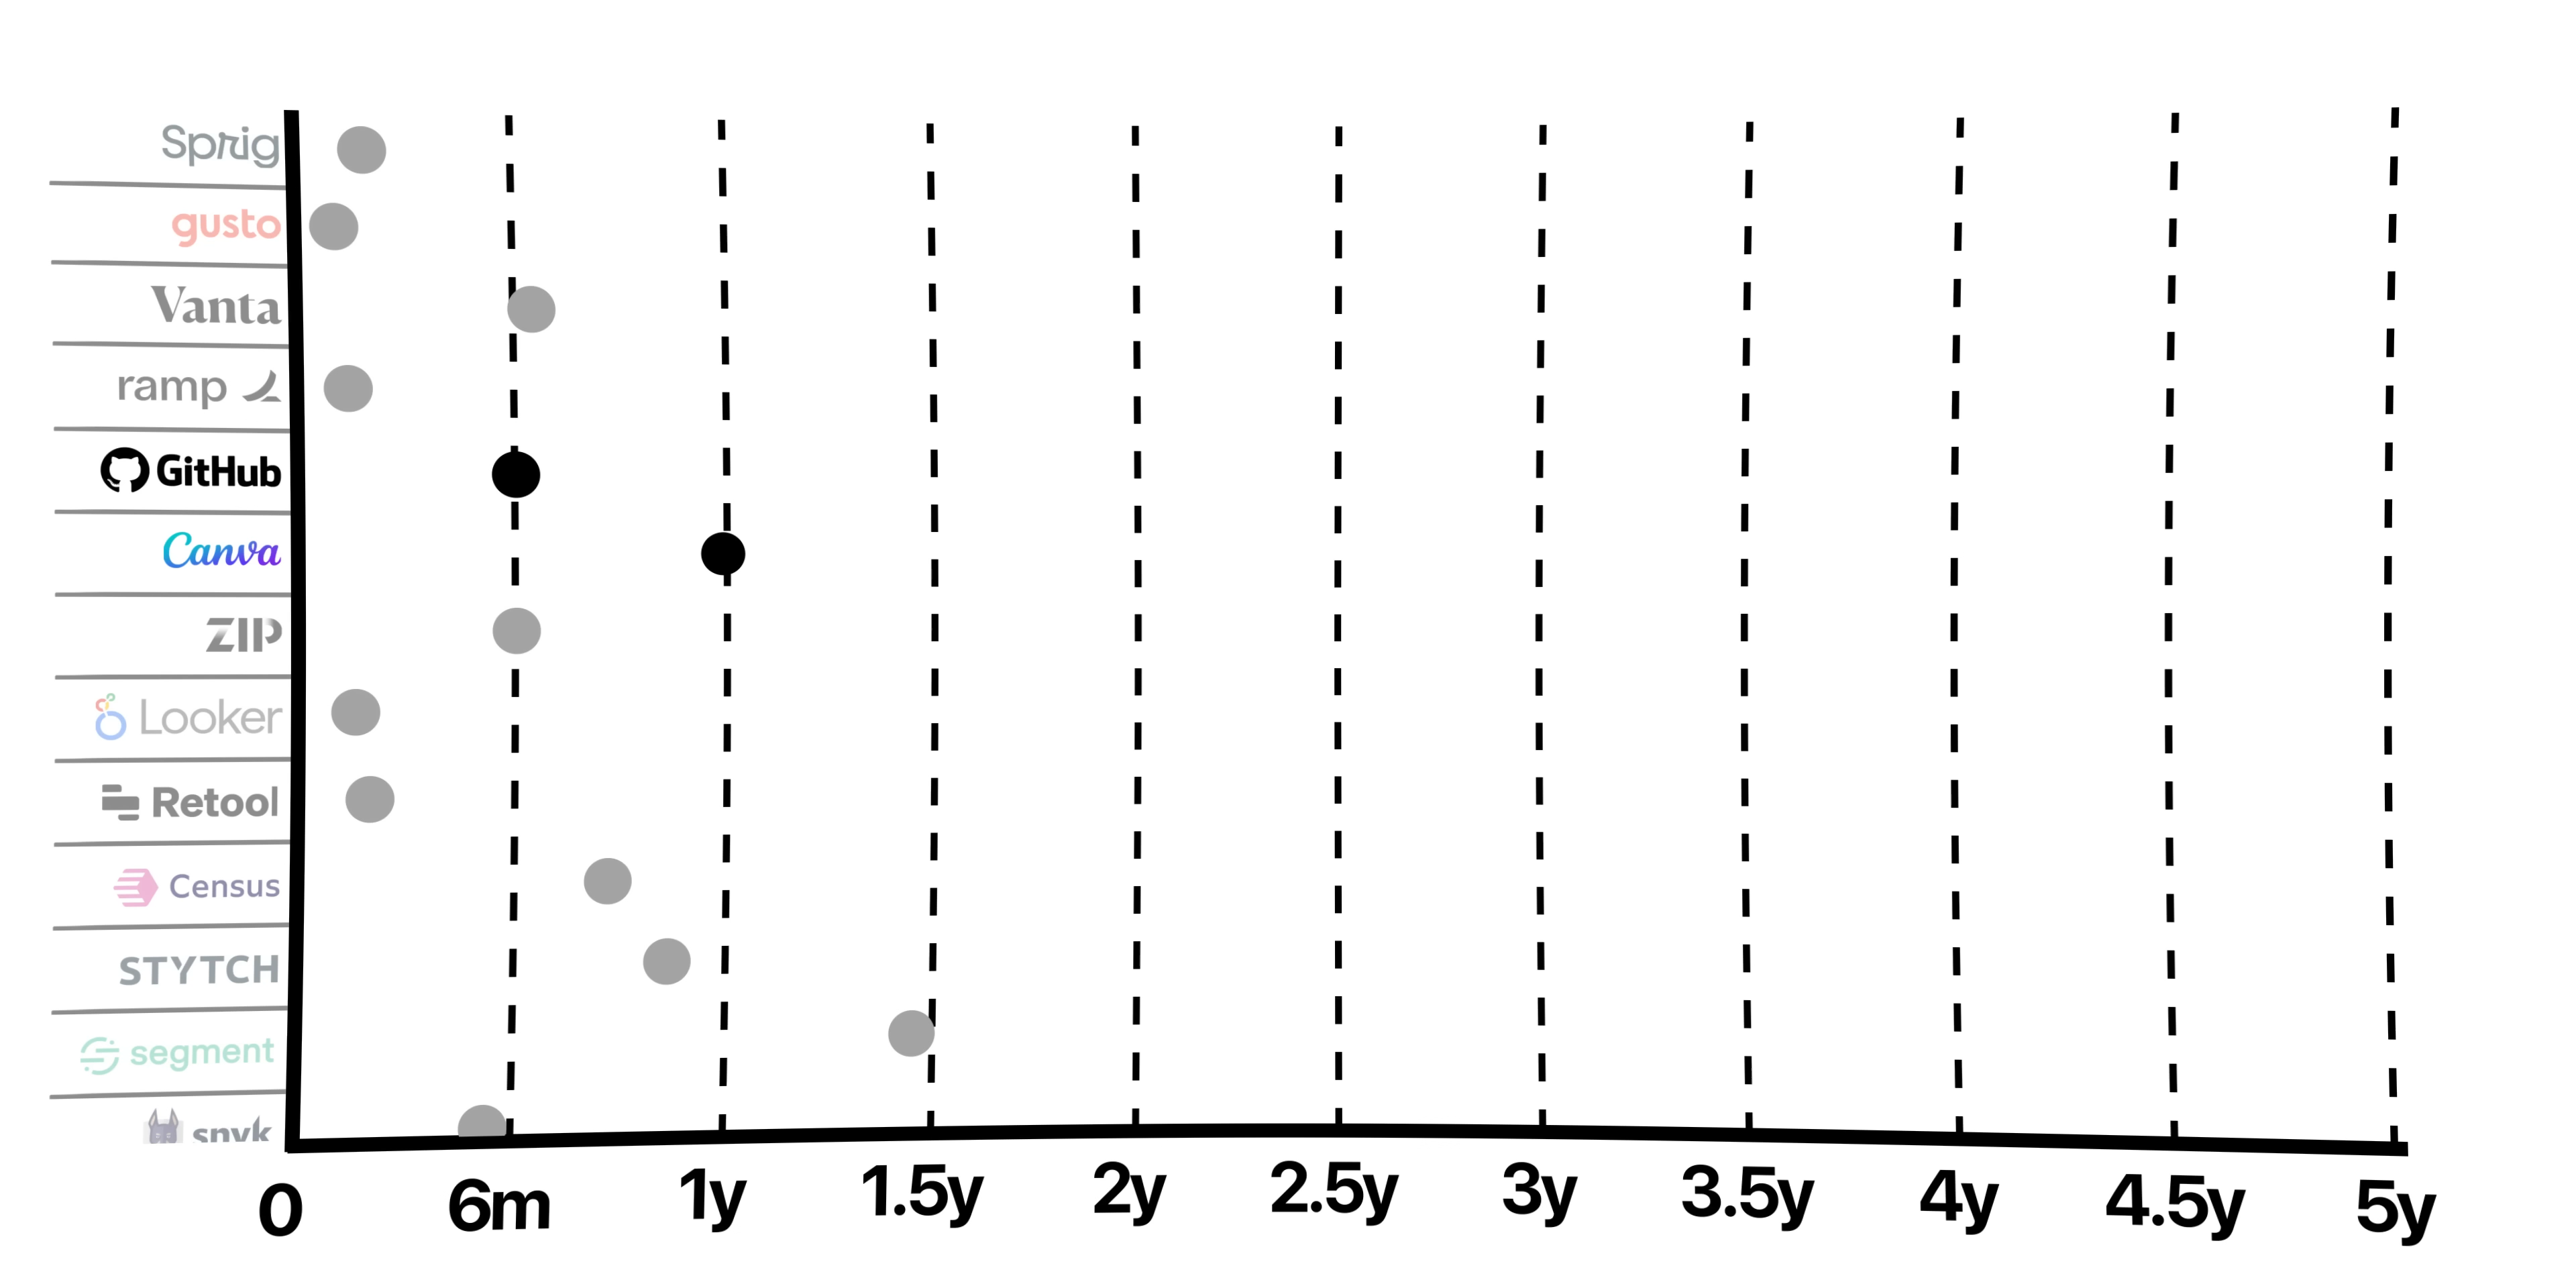 Sprig
gusto
Vanta
ramp
GitHub
Canva
ZIP
Looker
Retool
Census
STYTCH
segment
snyk
0 6m 1y 1.5y 2y 2.5y 3y 3.5y 4y 4.5y 5y